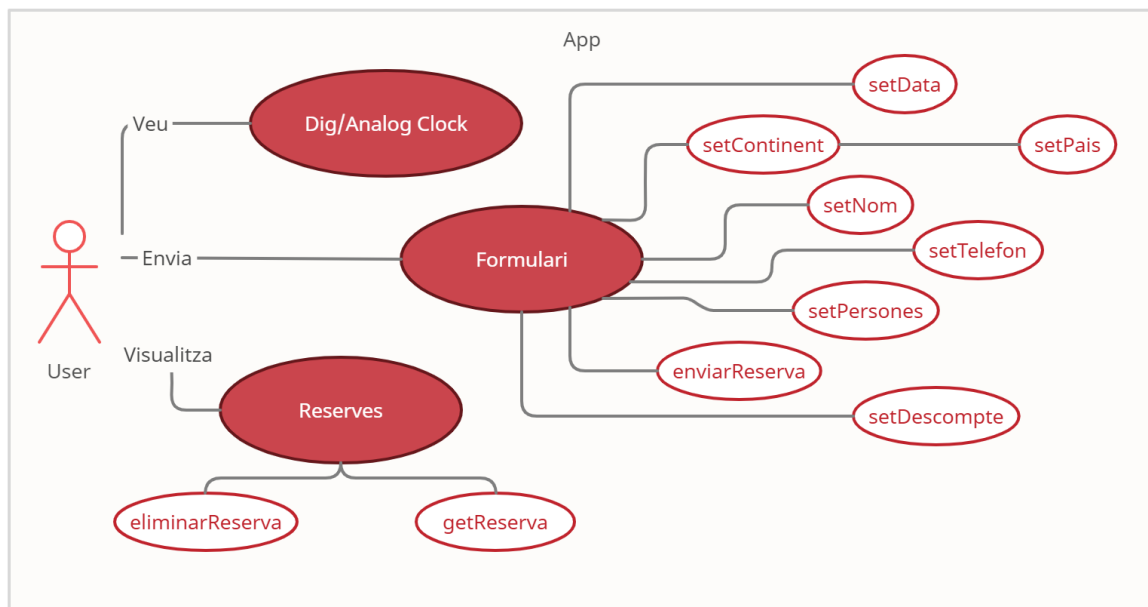 App
setData
Dig/Analog Clock
Veu
setContinent
setPais
setNom
setTelefon
Envia
Formulari
setPersones
Visualitza
User
enviarReserva
Reserves
setDescompte
eliminarReserva
getReserva